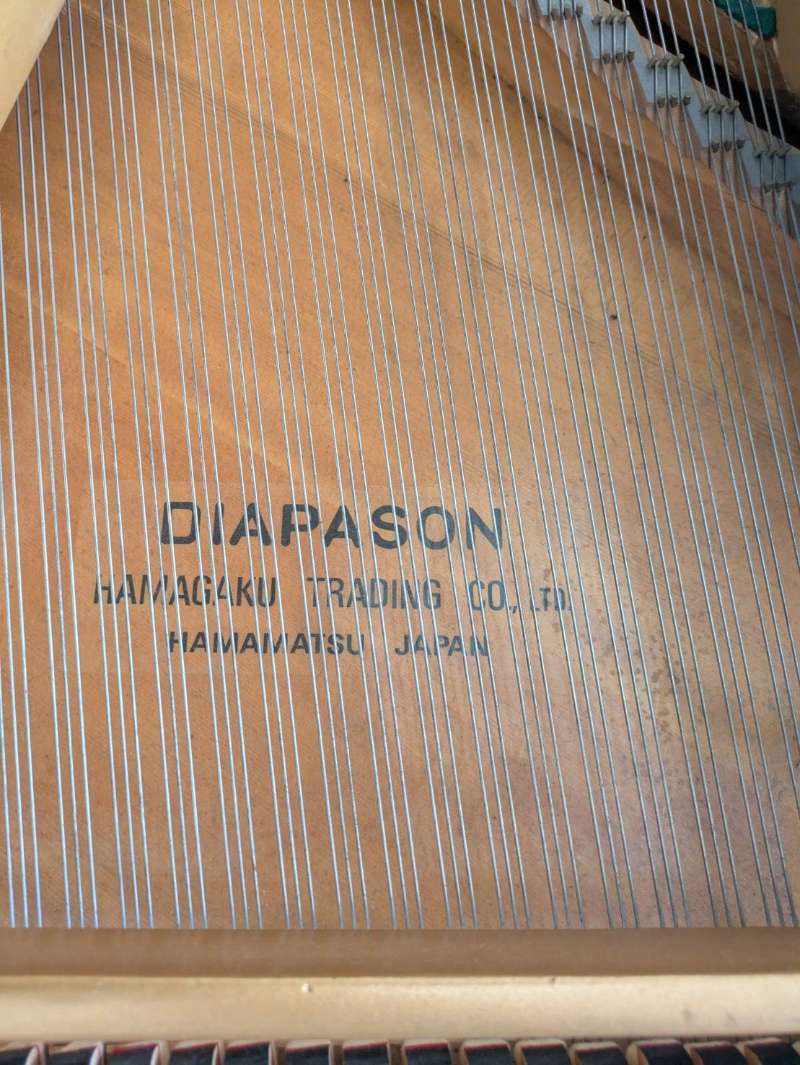 DIAPASON
HAMAGAKU TRADING CO., LTD.
HAMAMATSU JAPAN